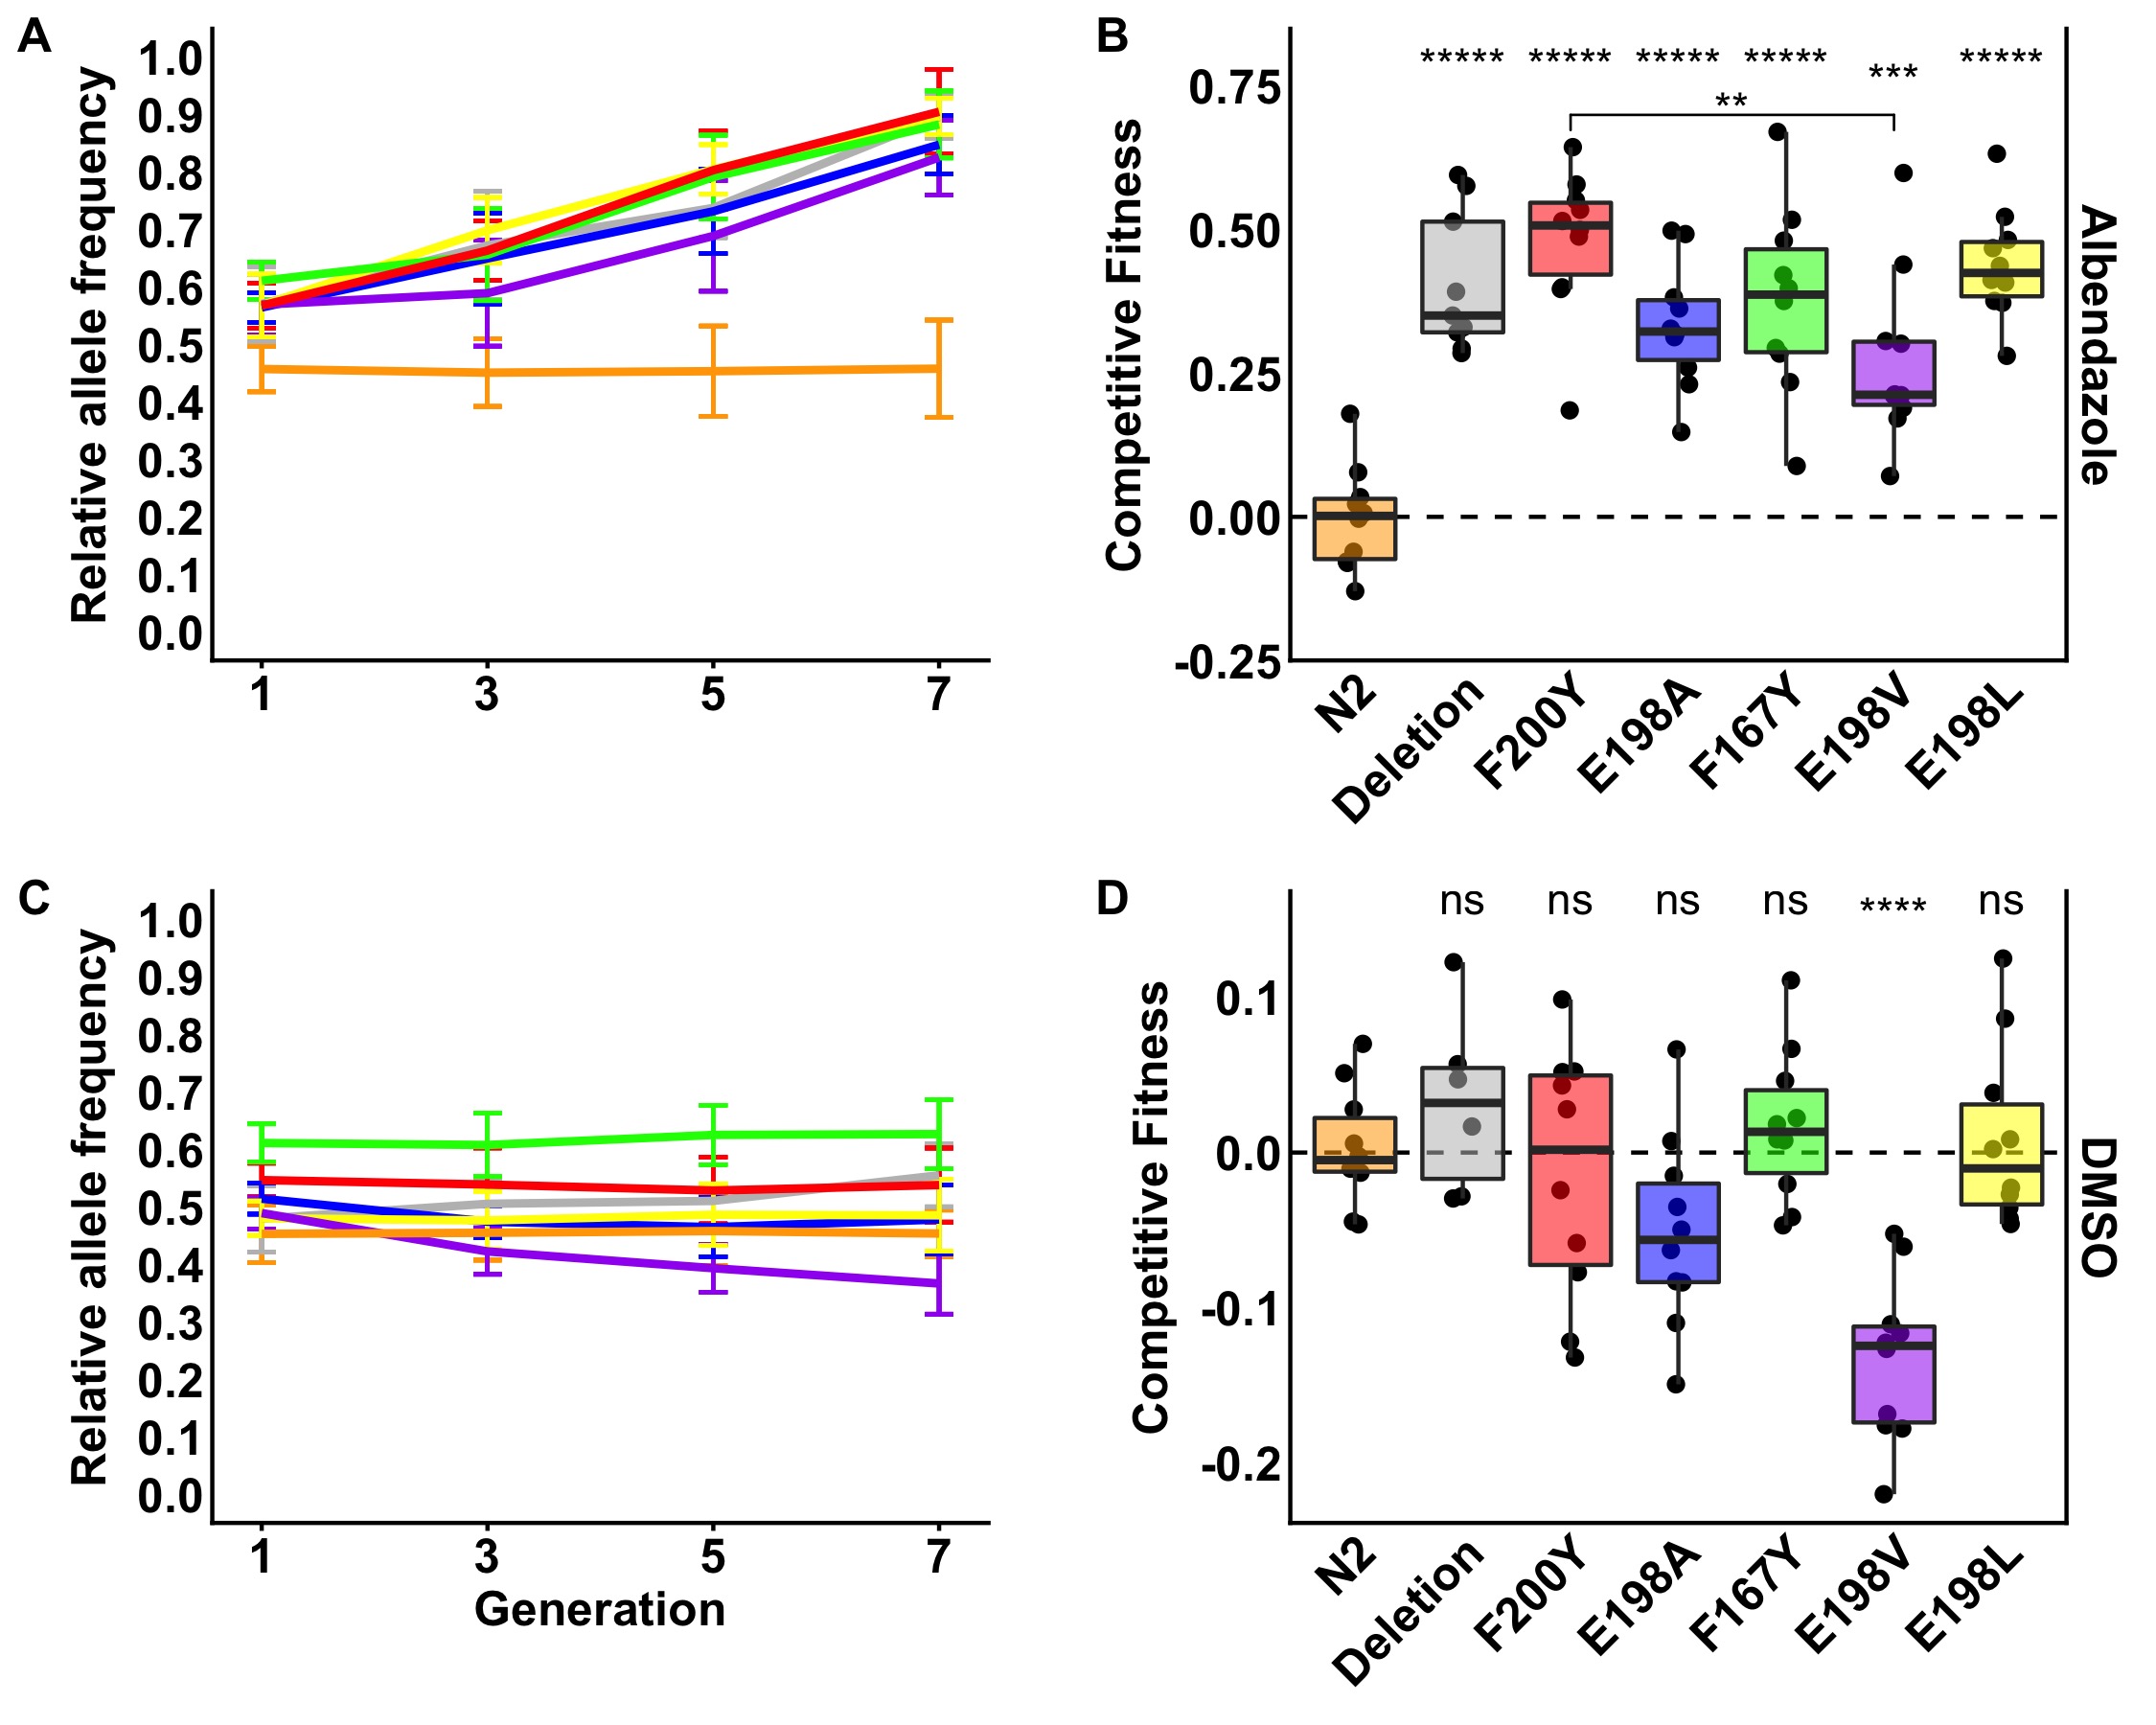 A
Relative allele frequency
1.0
0.9
0.8
0.7
0.6
0.5
0.4
0.3
0.2
0.1
0.0
1 3 5 7
B
Competitive Fitness
0.75
0.50
0.25
0.00
-0.25
***** ***** ***** ***** *** *****
**
N2 Deletion F200Y E198A F167Y E198V E198L
Albendazole
C
Relative allele frequency
1.0
0.9
0.8
0.7
0.6
0.5
0.4
0.3
0.2
0.1
0.0
1 3 5 7
Generation
D
Competitive Fitness
0.1
0.0
-0.1
-0.2
ns ns ns ns **** ns
N2 Deletion F200Y E198A F167Y E198V E198L
DMSO